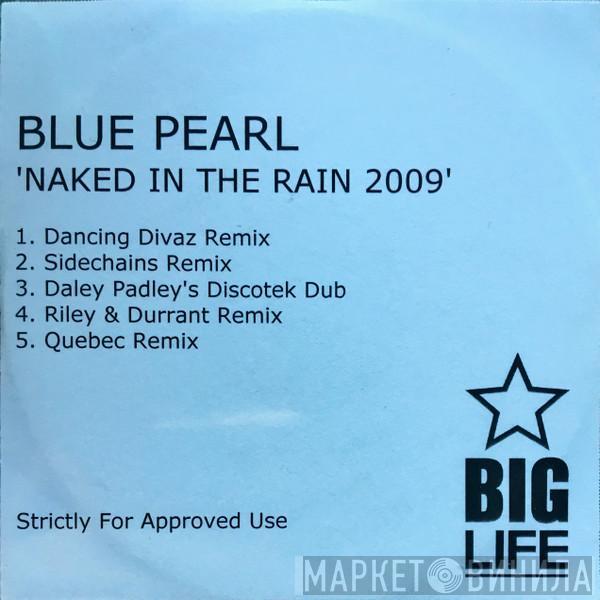 BLUE PEARL
'NAKED IN THE RAIN 2009'
1. Dancing Divaz Remix
2. Sidechains Remix
3. Daley Padley's Discotek Dub
4. Riley & Durrant Remix
5. Quebec Remix
Strictly For Approved Use
BIG
LIFE
МАРКЕТ ВИНИЛА